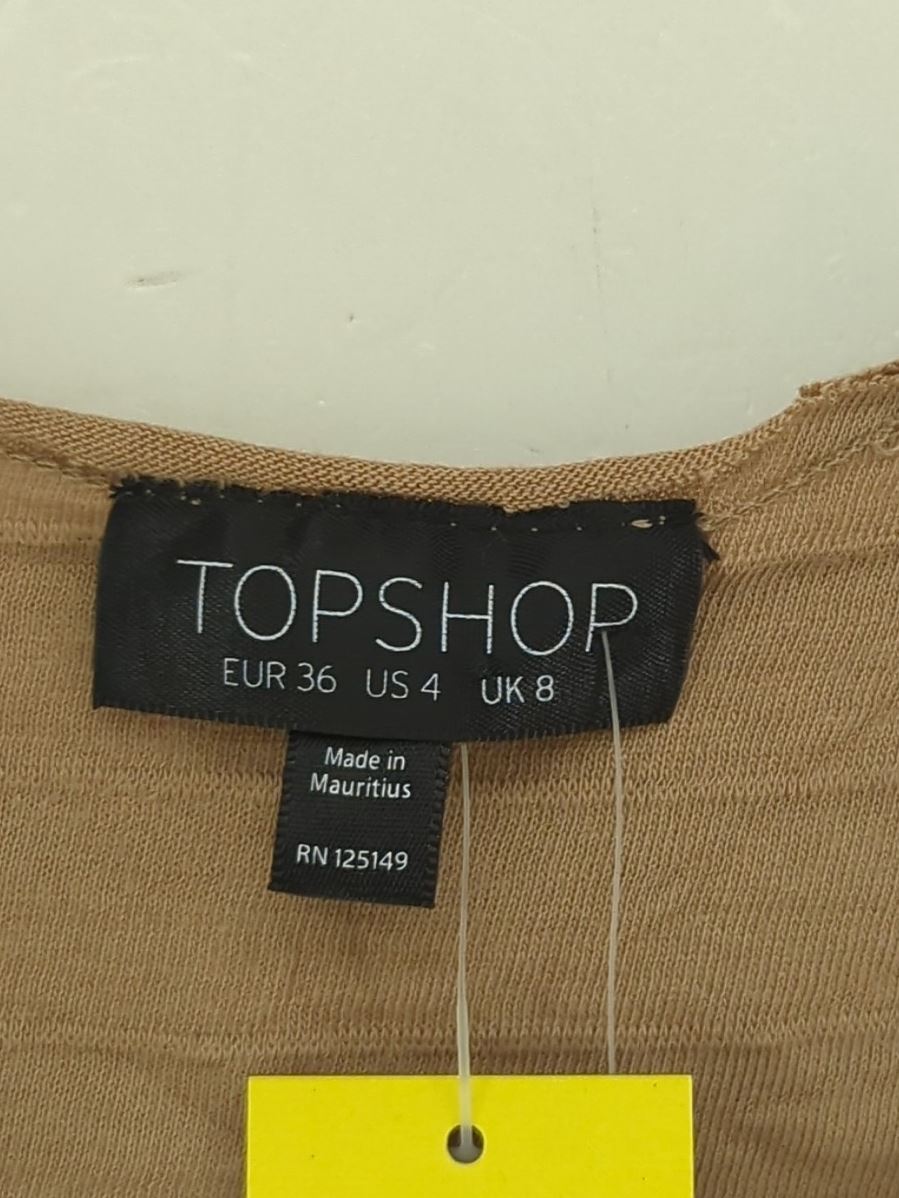 TOPSHOP
EUR 36 US 4 UK 8
Made in
Mauritius
RN 125149